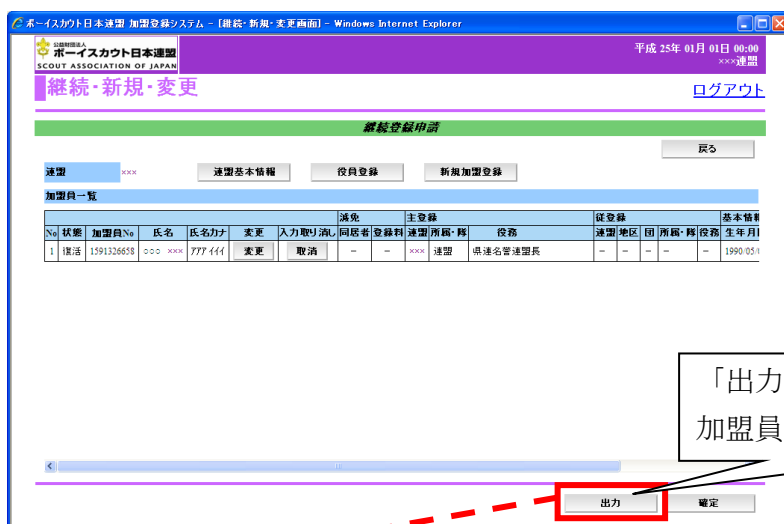 ボーイスカウト日本連盟 加盟登録システム - [継続・新規・変更画面] - Windows Internet Explorer
公益財団法人
ボーイスカウト日本連盟
SCOUT ASSOCIATION OF JAPAN
平成 25年 01月 01日 00:00
×××連盟
継続・新規・変更
ログアウト
継続登録申請
戻る
連盟 ××× 連盟基本情報 役員登録 新規加盟登録
加盟員一覧
減免 主登録 従登録 基本情報
No 状態 加盟員No 氏名 氏名カナ 変更 入力取り消し 同居者 登録料 連盟 所属・隊 役務 連盟 地区 団 所属・隊 役務 生年月
1 復活 1591326658 ○○○ ××× アアア イイイ 変更 取消 - - ××× 連盟 県連名誉連盟長 - - - - - 1990/05/
「出力
加盟員
出力 確定